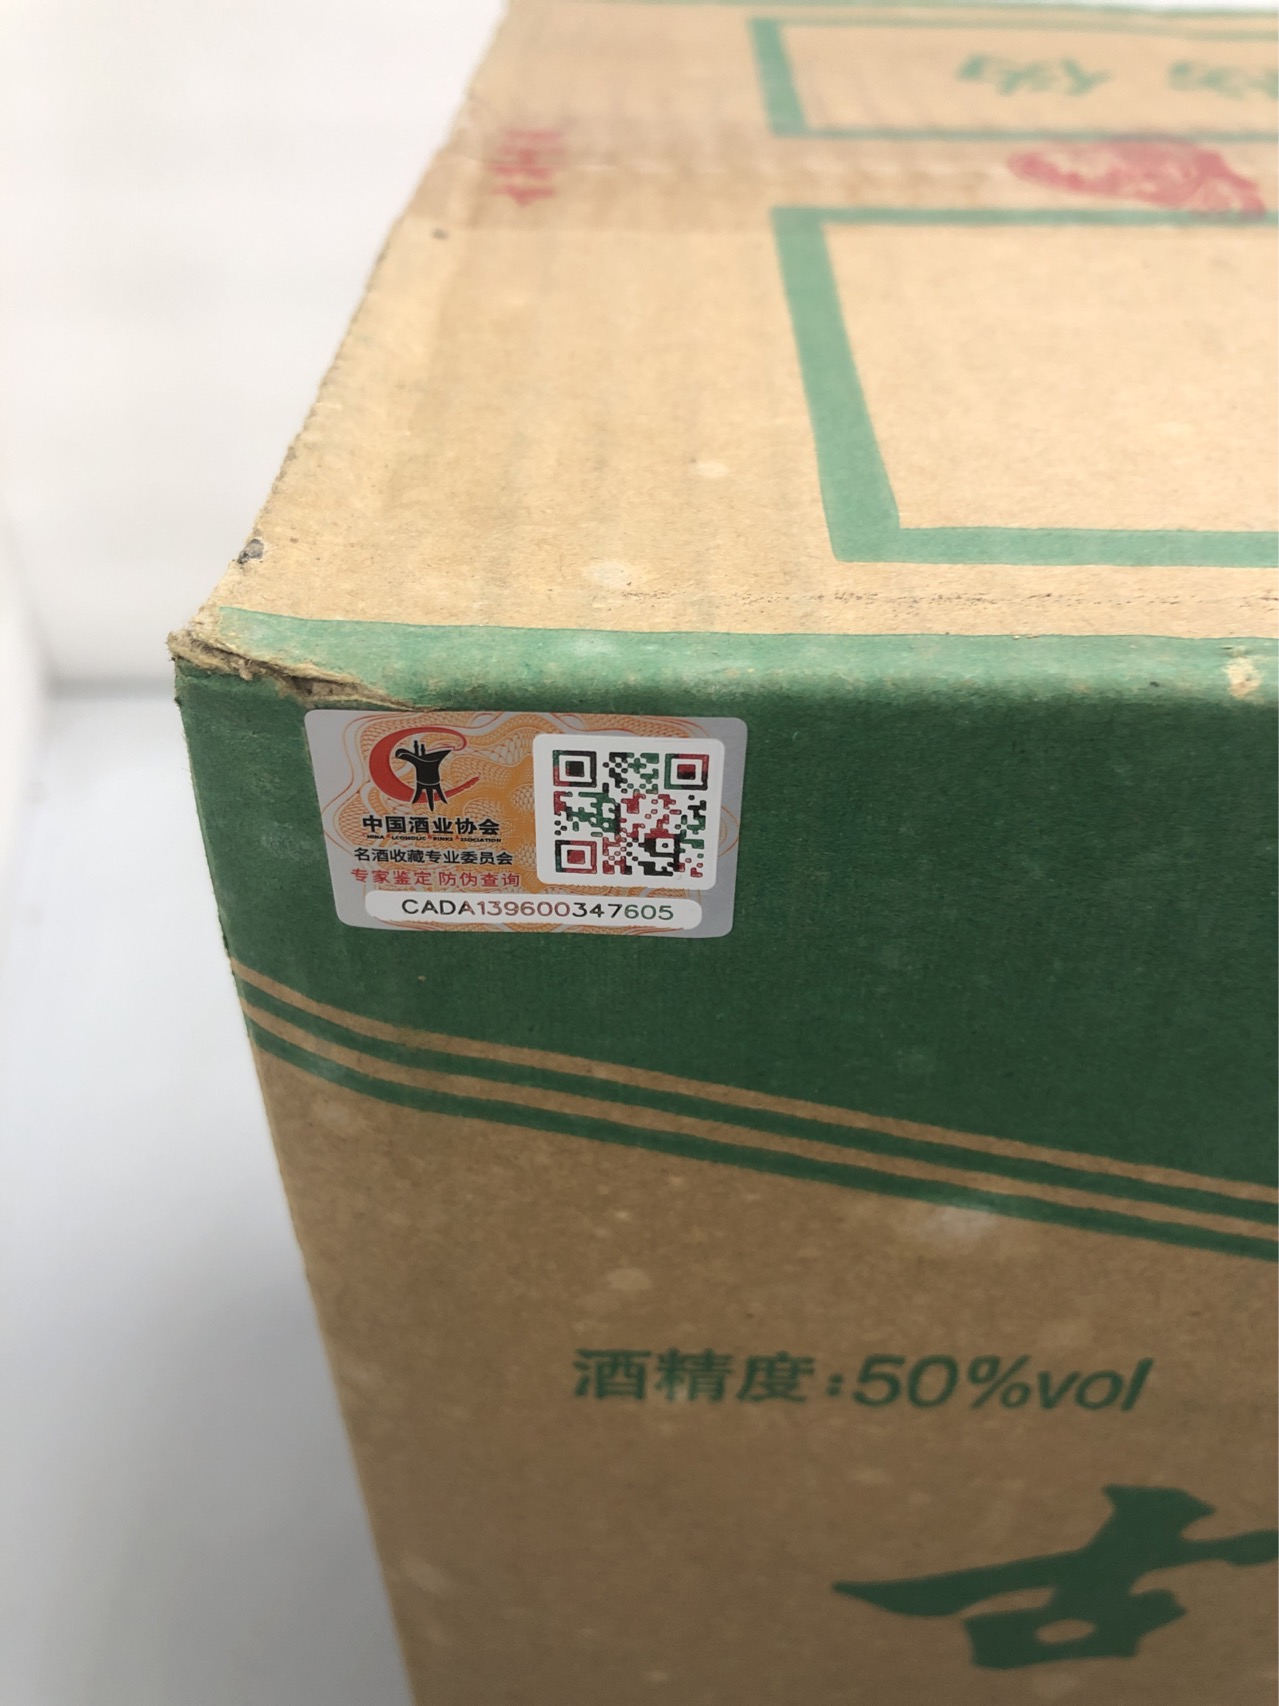 中国酒业协会
名酒收藏专业委员会
专家鉴定 防伪查询
CADA139600347605
酒精度:50%vol
古